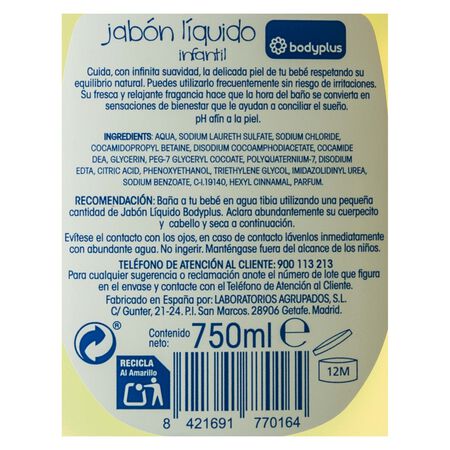 jabón líquido
infantil
bodyplus
Cuida, con infinita suavidad, la delicada piel de tu bebé respetando su
equilibrio natural. Puedes utilizarlo frecuentemente sin riesgo de irritaciones.
Su fresca y relajante fragancia hace que la hora del baño se convierta en
sensaciones de bienestar que le ayudan a conciliar el sueño.
pH afín a la piel.
INGREDIENTS: AQUA, SODIUM LAURETH SULFATE, SODIUM CHLORIDE,
COCAMIDOPROPYL BETAINE, DISODIUM COCOAMPHODIACETATE, COCAMIDE
DEA, GLYCERIN, PEG-7 GLYCERYL COCOATE, POLYQUATERNIUM-7, DISODIUM
EDTA, CITRIC ACID, PHENOXYETHANOL, TRIETHYLENE GLYCOL, IMIDAZOLIDINYL UREA,
SODIUM BENZOATE, C-I.19140, HEXYL CINNAMAL, PARFUM.
RECOMENDACIÓN: Baña a tu bebé en agua tibia utilizando una pequeña
cantidad de Jabón Líquido Bodyplus. Aclara abundantemente su cuerpecito
y cabello y seca a continuación.
Evítese el contacto con los ojos, en caso de contacto lávenlos inmediatamente
con abundante agua. No ingerir. Manténgase fuera del alcance de los niños.
TELÉFONO DE ATENCIÓN AL CLIENTE: 900 113 213
Para cualquier sugerencia o reclamación anote el número de lote que figura
en el envase y contacte con el Teléfono de Atención al Cliente.
Fabricado en España por: LABORATORIOS AGRUPADOS, S.L.
C/ Gunter, 21-24. P.I. San Marcos. 28906 Getafe. Madrid.
Contenido
neto:
750ml e
RECICLA
Al Amarillo
12M
8 421691 770164